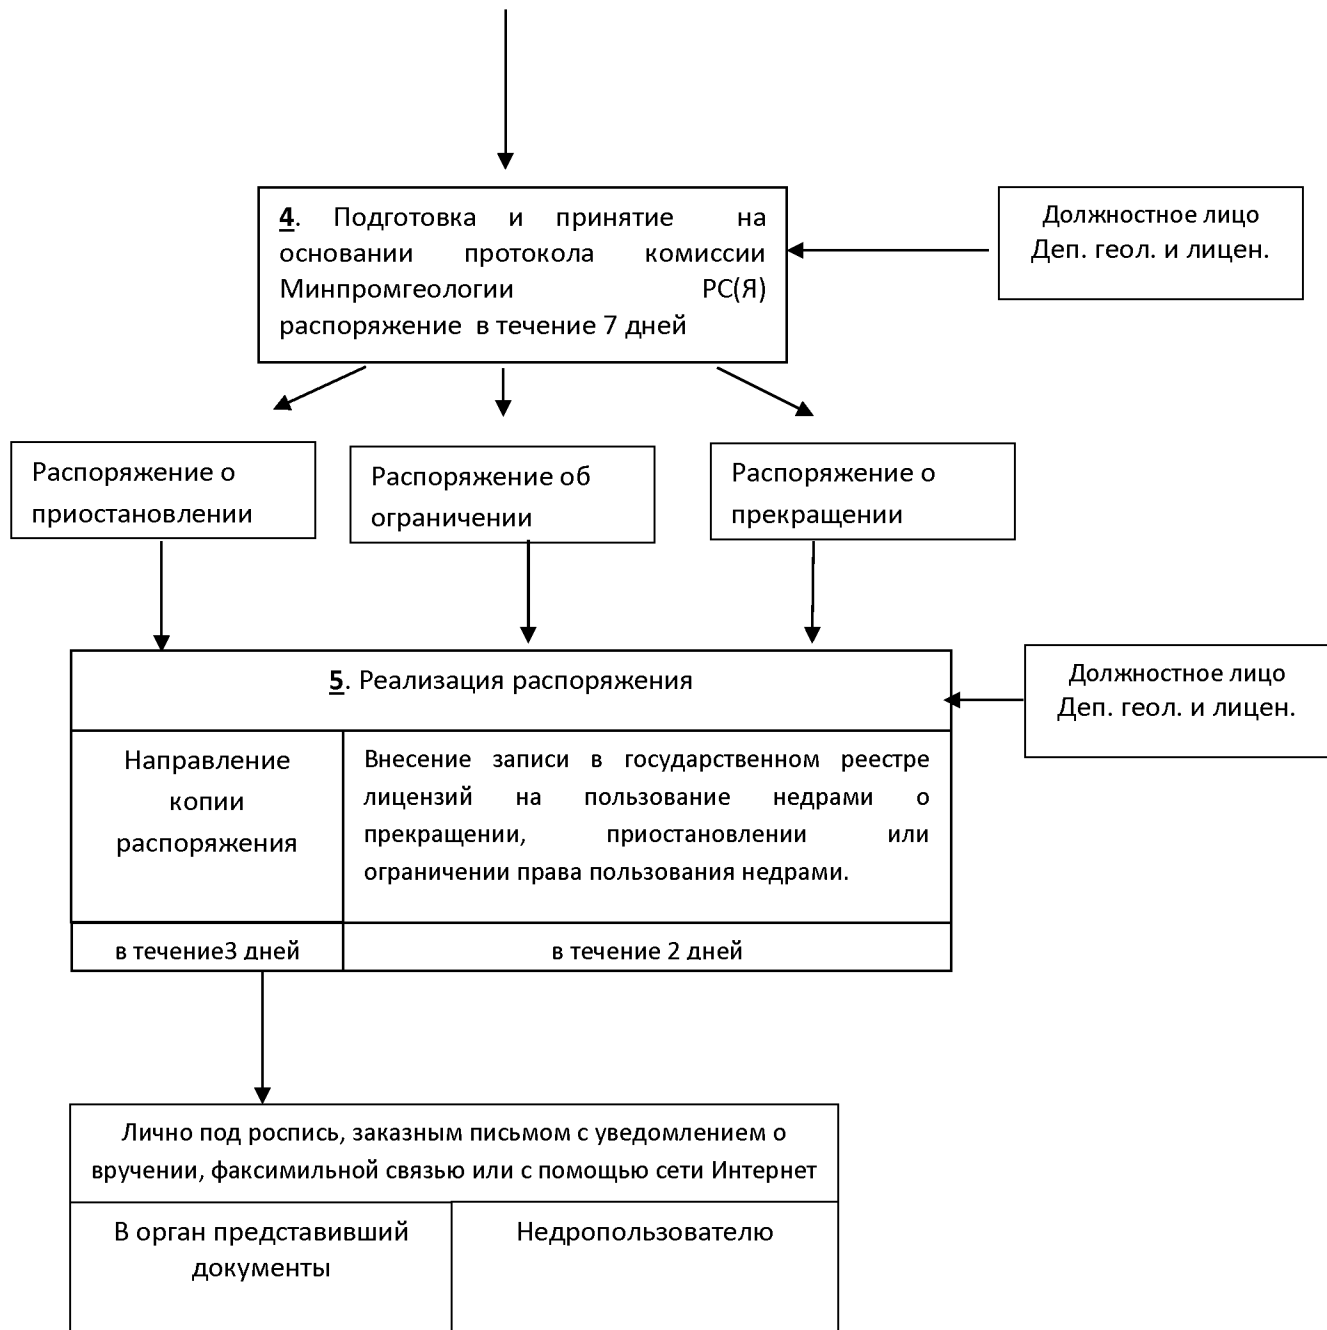 4. Подготовка и принятие на
основании протокола комиссии
Минпромгеологии РС(Я)
распоряжение в течение 7 дней
Должностное лицо
Деп. геол. и лицен.
Распоряжение о
приостановлении
Распоряжение об
ограничении
Распоряжение о
прекращении
5. Реализация распоряжения
Должностное лицо
Деп. геол. и лицен.
Направление
копии
распоряжения
Внесение записи в государственном реестре
лицензий на пользование недрами о
прекращении, приостановлении или
ограничении права пользования недрами.
в течение3 дней
в течение 2 дней
Лично под роспись, заказным письмом с уведомлением о
вручении, факсимильной связью или с помощью сети Интернет
В орган представивший
документы
Недропользователю